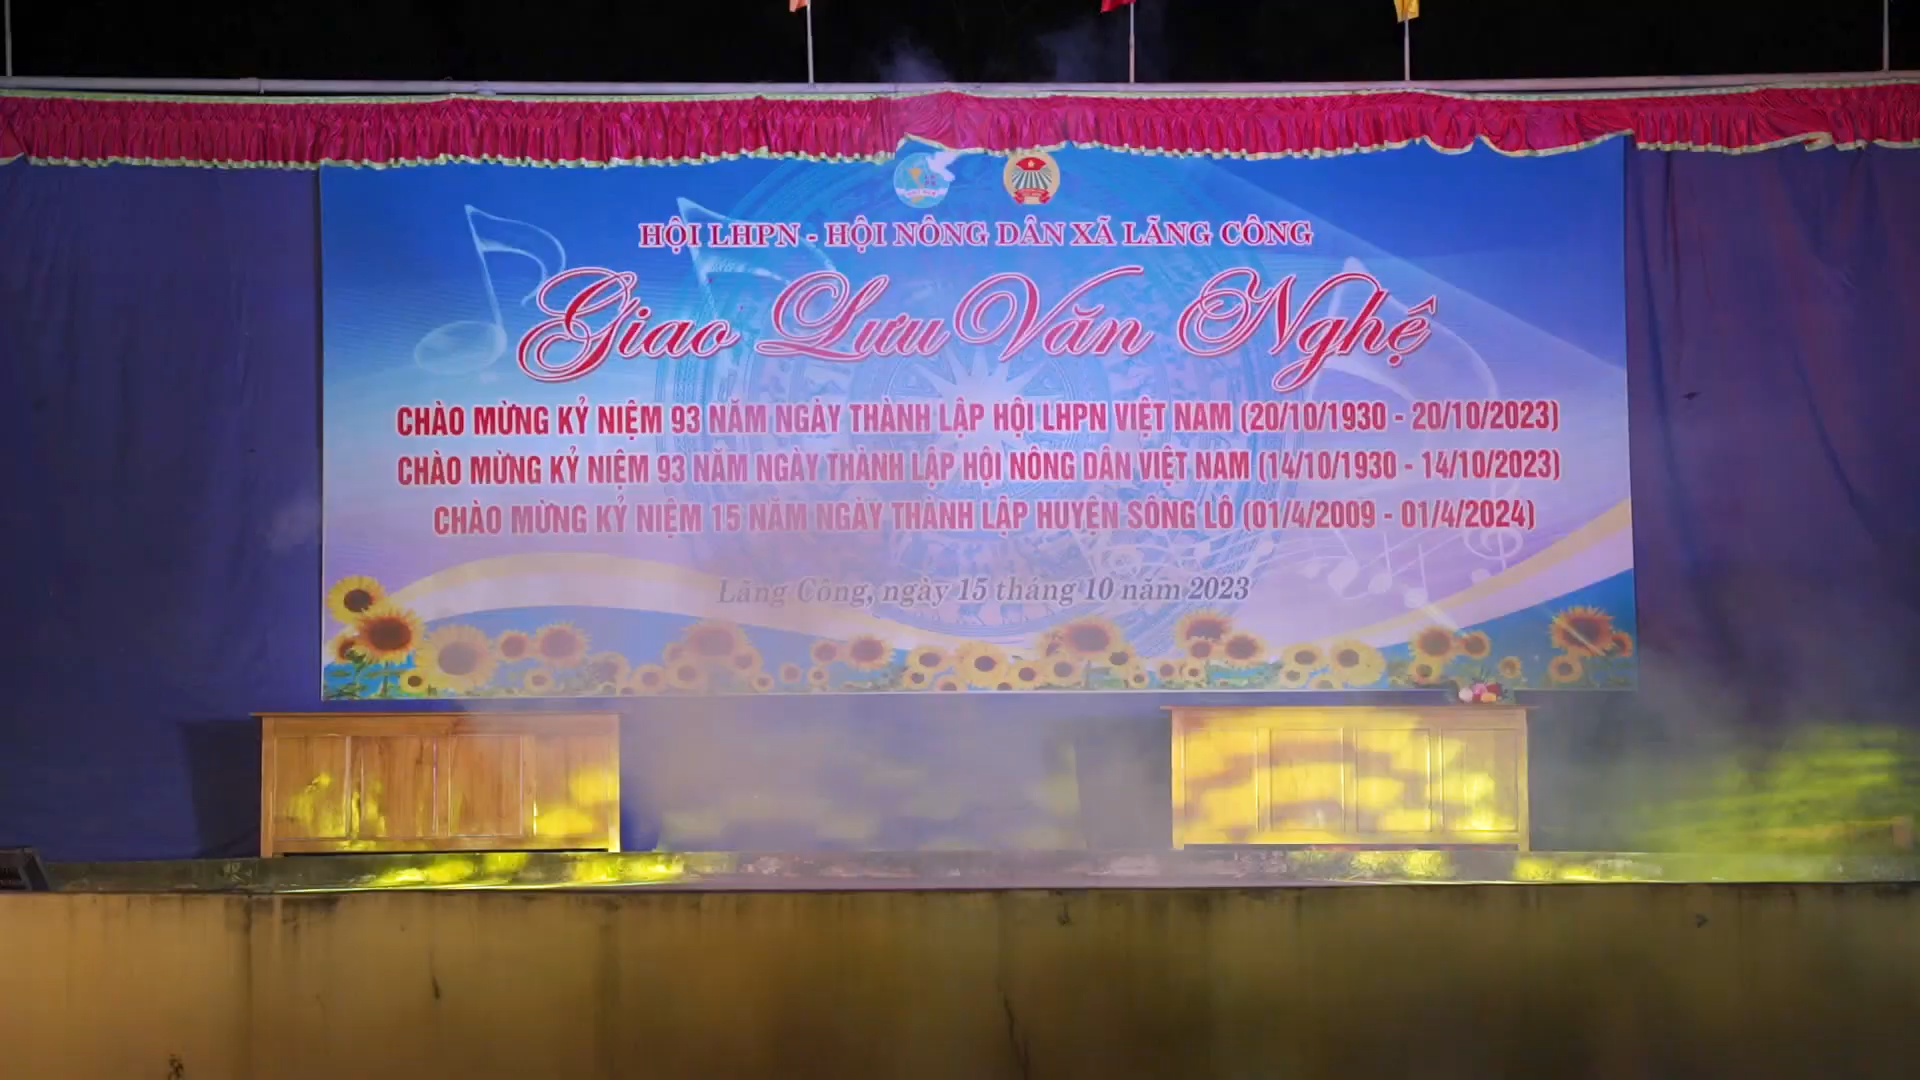 HỘI LHPN - HỘI NÔNG DÂN XÃ LÃNG CÔNG
Giao Lưu Văn Nghệ
CHÀO MỪNG KỶ NIỆM 93 NĂM NGÀY THÀNH LẬP HỘI LHPN VIỆT NAM (20/10/1930 - 20/10/2023)
CHÀO MỪNG KỶ NIỆM 93 NĂM NGÀY THÀNH LẬP HỘI NÔNG DÂN VIỆT NAM (14/10/1930 - 14/10/2023)
CHÀO MỪNG KỶ NIỆM 15 NĂM NGÀY THÀNH LẬP HUYỆN SÔNG LÔ (01/4/2009 - 01/4/2024)
Lãng Công, ngày 15 tháng 10 năm 2023